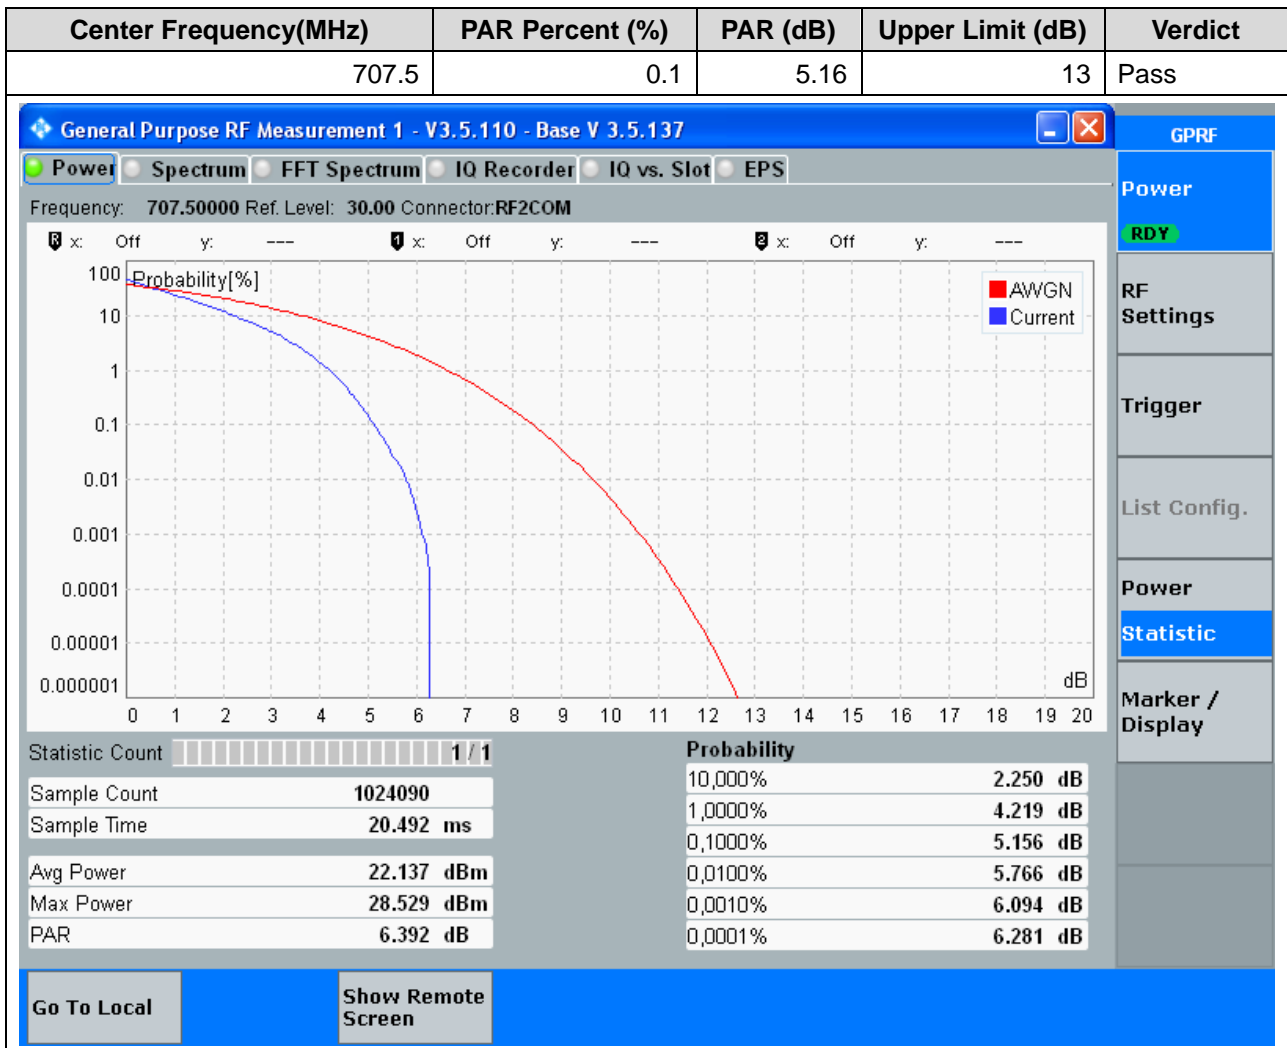 Center Frequency(MHz) PAR Percent (%) PAR (dB) Upper Limit (dB) Verdict
707.5 0.1 5.16 13 Pass
General Purpose RF Measurement 1 - V3.5.110 - Base V 3.5.137
GPRF
Power Spectrum FFT Spectrum IQ Recorder IQ vs. Slot EPS
Frequency: 707.50000 Ref. Level: 30.00 Connector:RF2COM
R x: Off y: --- 1 x: Off y: --- 2 x: Off y: ---
Probability[%]
AWGN
Current
100
10
1
0.1
0.01
0.001
0.0001
0.00001
0.000001
dB
0 1 2 3 4 5 6 7 8 9 10 11 12 13 14 15 16 17 18 19 20
Statistic Count 1 / 1
Sample Count 1024090
Sample Time 20.492 ms
Avg Power 22.137 dBm
Max Power 28.529 dBm
PAR 6.392 dB
Probability
10,000% 2.250 dB
1,0000% 4.219 dB
0,1000% 5.156 dB
0,0100% 5.766 dB
0,0010% 6.094 dB
0,0001% 6.281 dB
Power
RDY
RF
Settings
Trigger
List Config.
Power
Statistic
Marker /
Display
Go To Local
Show Remote
Screen